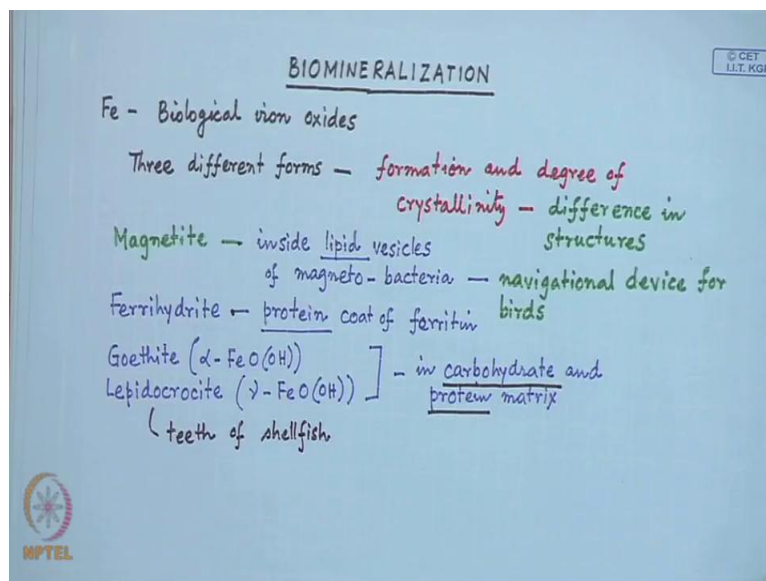 © CET
I.I.T. KGP
BIOMINERALIZATION
Fe - Biological iron oxides
Three different forms - formation and degree of
crystallinity - difference in
structures
Magnetite - inside lipid vesicles
of magneto-bacteria - navigational device for
birds
Ferrihydrite - protein coat of ferritin
Goethite (α-FeO(OH))
Lepidocrocite (γ-FeO(OH))
- in carbohydrate and
protein matrix
teeth of shellfish
NPTEL